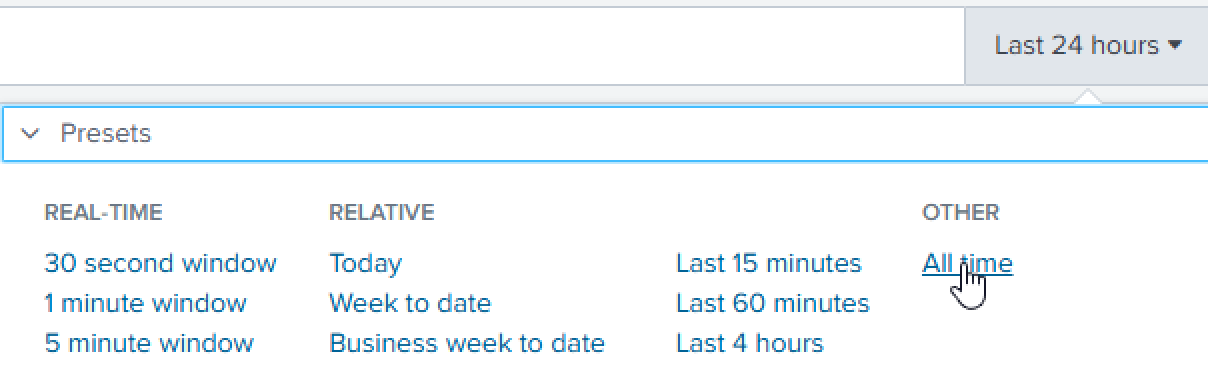 Last 24 hours
Presets
REAL-TIME RELATIVE OTHER
30 second window Today Last 15 minutes All time
1 minute window Week to date Last 60 minutes
5 minute window Business week to date Last 4 hours